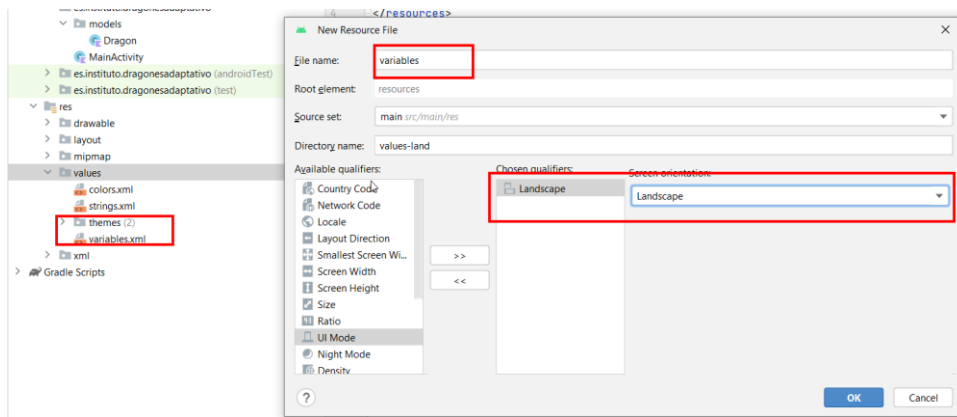 models
Dragon
MainActivity
es.instituto.dragonesadaptativo (androidTest)
es.instituto.dragonesadaptativo (test)
res
drawable
layout
mipmap
values
colors.xml
strings.xml
themes (2)
variables.xml
xml
Gradle Scripts
4 </resources>
New Resource File
File name: variables
Root element: resources
Source set: main src/main/res
Directory name: values-land
Available qualifiers:
Country Code
Network Code
Locale
Layout Direction
Smallest Screen Wi...
Screen Width
Screen Height
Size
Ratio
UI Mode
Night Mode
Density
>>
<<
Chosen qualifiers:
Landscape
Screen orientation:
Landscape
?
OK
Cancel